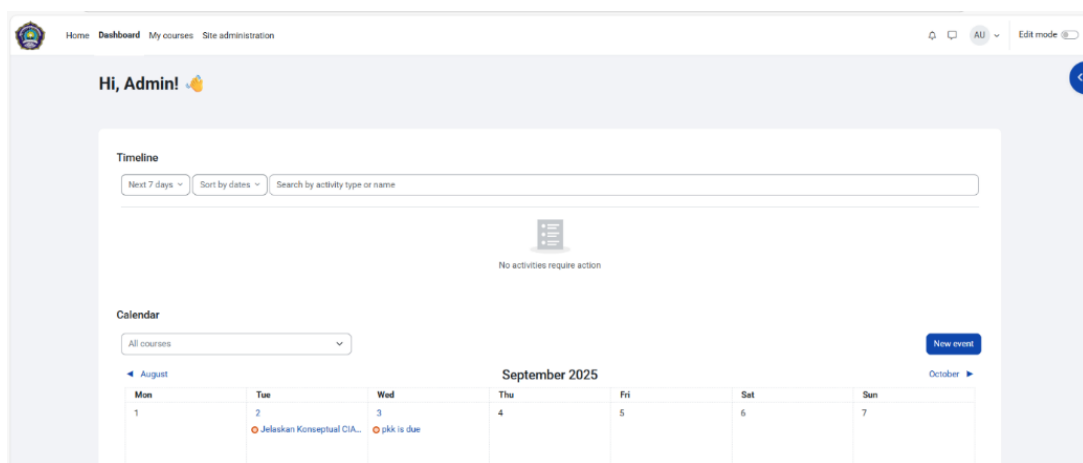 Home Dashboard My courses Site administration AU Edit mode
Hi, Admin!
Timeline
Next 7 days Sort by dates Search by activity type or name
No activities require action
Calendar
All courses New event
August September 2025 October
Mon Tue Wed Thu Fri Sat Sun
1 2 3 4 5 6 7
Jelaskan Konseptual CIA... pkk is due